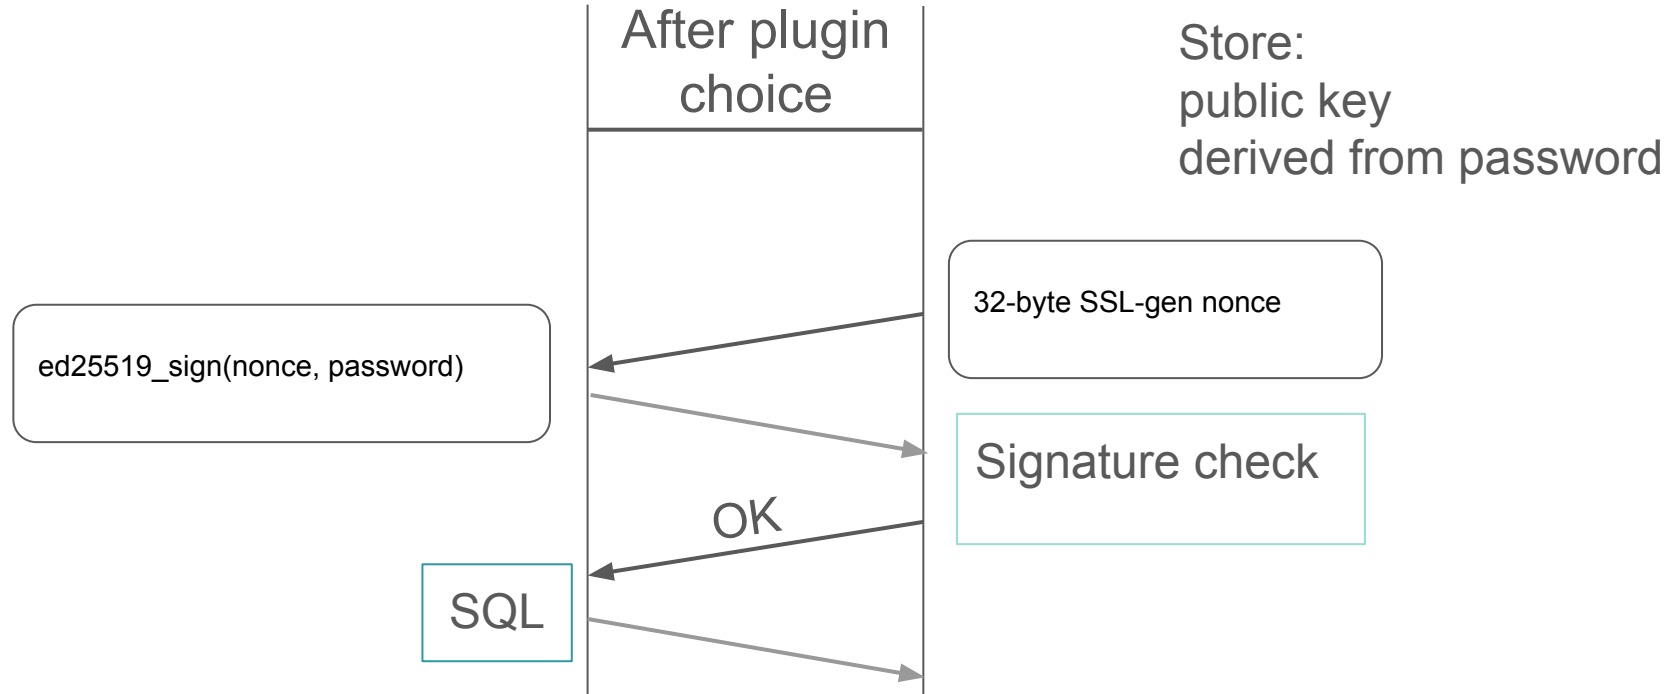 After plugin
choice
Store:
public key
derived from password
32-byte SSL-gen nonce
ed25519_sign(nonce, password)
Signature check
OK
SQL